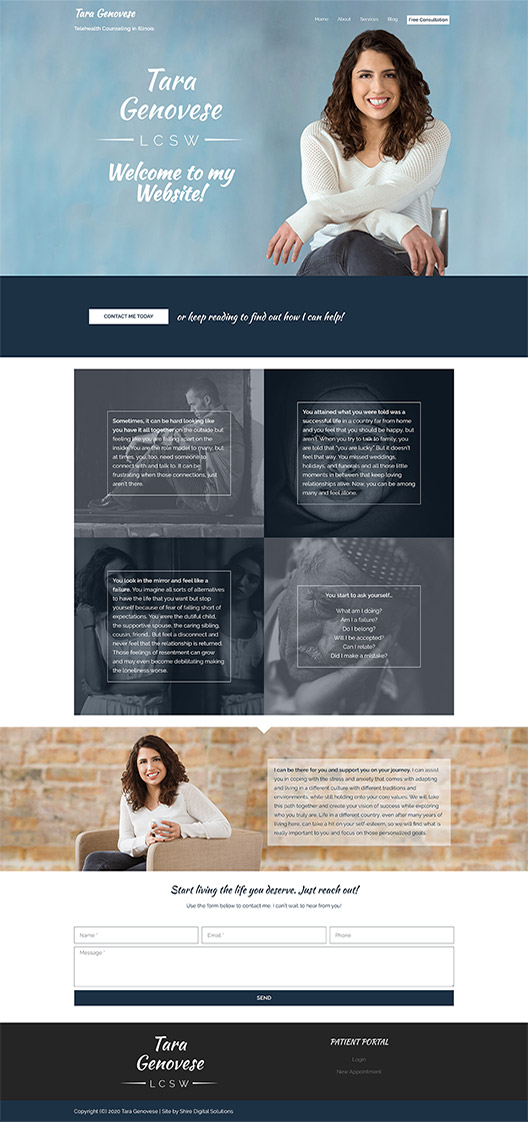 Tara Genovese
Telehealth Counseling in Illinois
Home About Services Blog Free Consultation
Tara
Genovese
LCSW
Welcome to my
Website!
CONTACT ME TODAY
or keep reading to find out how I can help!
Sometimes, it can be hard looking like
you have it all together on the outside but
feeling like you are falling apart on the
inside. You are the role model to many, but
at times, you, too, need someone to
connect with and talk to. It can be
frustrating when those connections, just
aren't there.
You attained what you were told was a
successful life in a country far from home
and you feel that you should be happy, but
aren't. When you try to talk to family, you
are told that "you are lucky." But it doesn't
feel that way. You missed weddings,
holidays, and funerals and all those little
moments in between that keep loving
relationships alive. Now, you can be among
many and feel alone.
You look in the mirror and feel like a
failure. You imagine all sorts of alternatives
to have the life that you want but stop
yourself because of fear of falling short of
expectations. You were the dutiful child,
the supportive spouse, the caring sibling,
cousin, friend... But feel a disconnect and
never feel that the relationship is returned.
Those feelings of resentment can grow
and may even become debilitating making
the loneliness worse.
You start to ask yourself...
What am I doing?
Am I a failure?
Do I belong?
Will I be accepted?
Can I relate?
Did I make a mistake?
I can be there for you and support you on your journey. I can assist
you in coping with the stress and anxiety that comes with adapting
and living in a different culture with different traditions and
environments, while still holding onto your core values. We will take
this path together and create your vision of success while exploring
who you truly are. Life in a different country, even after many years of
living here, can take a hit on your self-esteem, so we will find what is
really important to you and focus on those personalized goals.
Start living the life you deserve. Just reach out!
Use the form below to contact me. I can't wait to hear from you!
Name * Email * Phone
Message *
SEND
Tara
Genovese
LCSW
PATIENT PORTAL
Login
New Appointment
Copyright (©) 2020 Tara Genovese | Site by Shire Digital Solutions